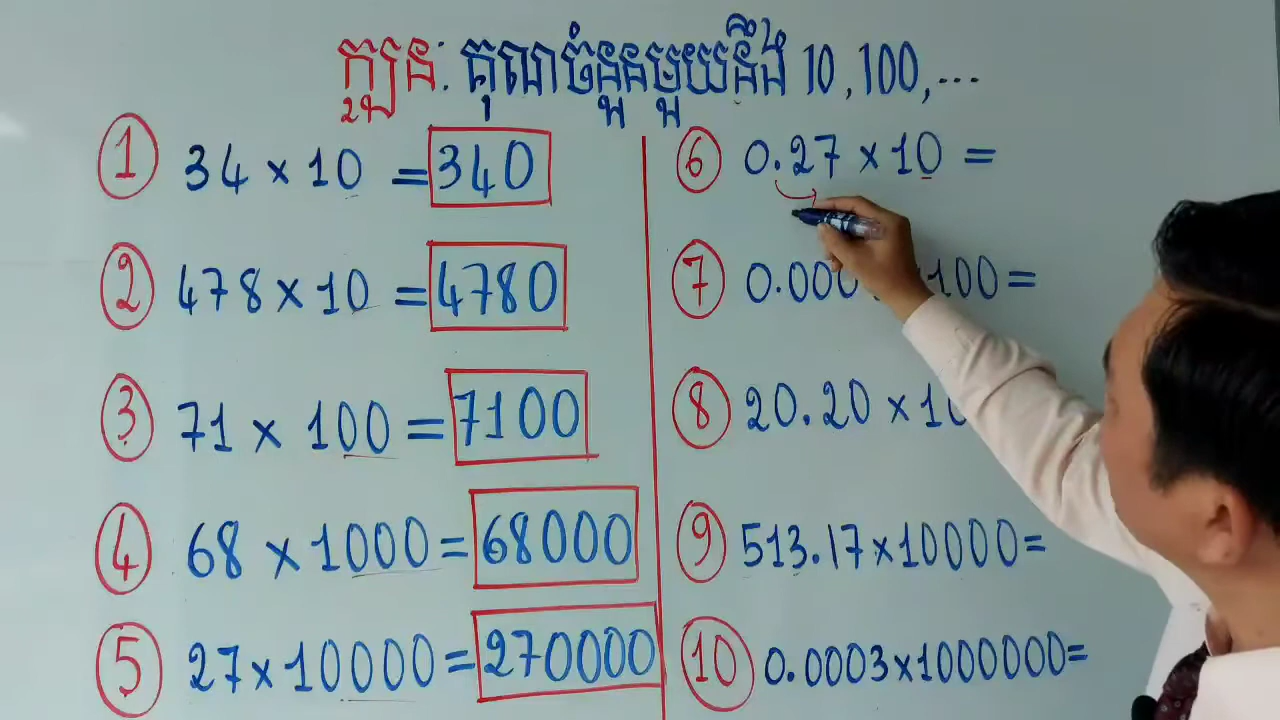 ក្បួន: គុណចំនួនមួយនឹង 10,100,...
1 34 × 10 = 340
2 478 × 10 = 4780
3 71 × 100 = 7100
4 68 × 1000 = 68000
5 27 × 10000 = 270000
6 0.27 × 10 =
7 0.000 100 =
8 20.20 ×
9 513.17 × 10000 =
10 0.0003 × 1000000 =